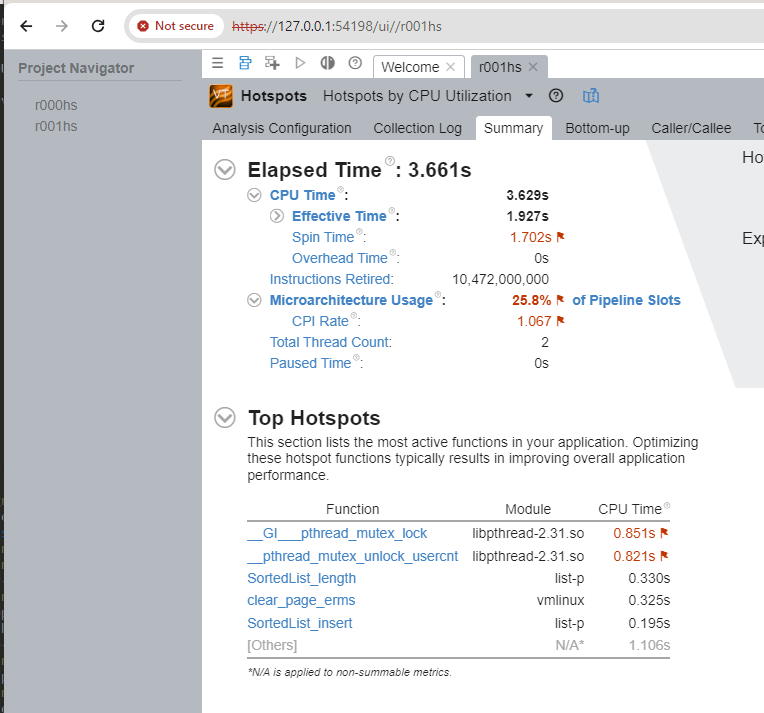 Not secure https://127.0.0.1:54198/ui//r001hs
Project Navigator
r000hs
r001hs
Welcome r001hs
Hotspots Hotspots by CPU Utilization
Analysis Configuration Collection Log Summary Bottom-up Caller/Callee To
Elapsed Time: 3.661s
CPU Time: 3.629s
Effective Time: 1.927s
Spin Time: 1.702s
Overhead Time: 0s
Instructions Retired: 10,472,000,000
Microarchitecture Usage: 25.8% of Pipeline Slots
CPI Rate: 1.067
Total Thread Count: 2
Paused Time: 0s
Ho
Exp
Top Hotspots
This section lists the most active functions in your application. Optimizing
these hotspot functions typically results in improving overall application
performance.
Function Module CPU Time
__GI___pthread_mutex_lock libpthread-2.31.so 0.851s
__pthread_mutex_unlock_usercnt libpthread-2.31.so 0.821s
SortedList_length list-p 0.330s
clear_page_erms vmlinux 0.325s
SortedList_insert list-p 0.195s
[Others] N/A* 1.106s
*N/A is applied to non-summable metrics.